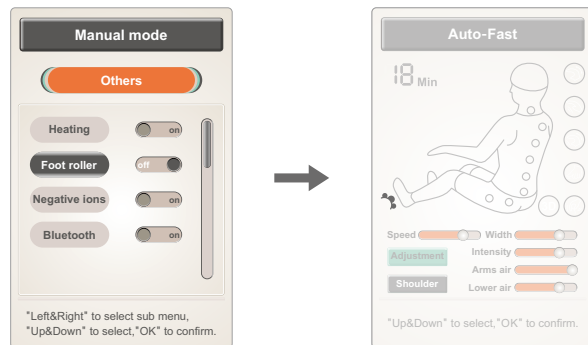 Manual mode
Others
Heating on
Foot roller off
Negative ions on
Bluetooth on
"Left&Right" to select sub menu,
"Up&Down" to select,"OK" to confirm.
Auto-Fast
18 Min
Speed Width
Adjustment Intensity
Arms air
Shoulder Lower air
"Up&Down" to select,"OK" to confirm.